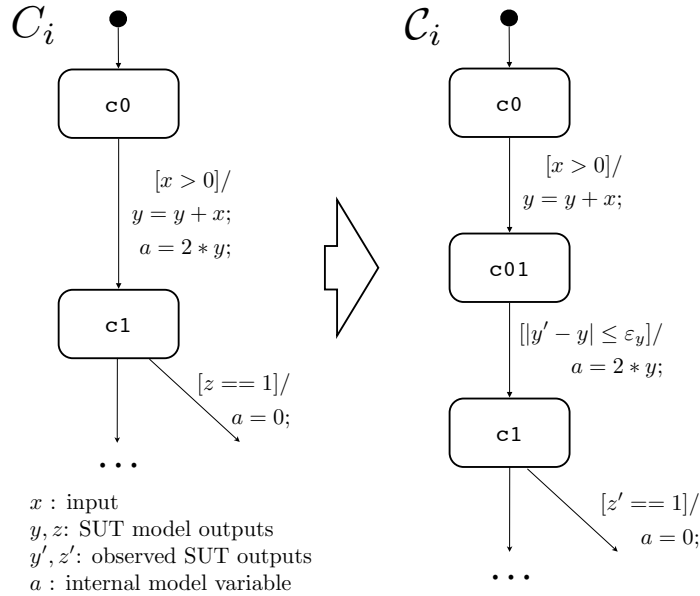 C_i
c0
[x > 0]/
y = y + x;
a = 2 * y;
c1
[z == 1]/
a = 0;
...
x : input
y, z: SUT model outputs
y′, z′: observed SUT outputs
a : internal model variable
𝒞_i
c0
[x > 0]/
y = y + x;
c01
[|y′ − y| ≤ ε_y]/
a = 2 * y;
c1
[z′ == 1]/
a = 0;
...